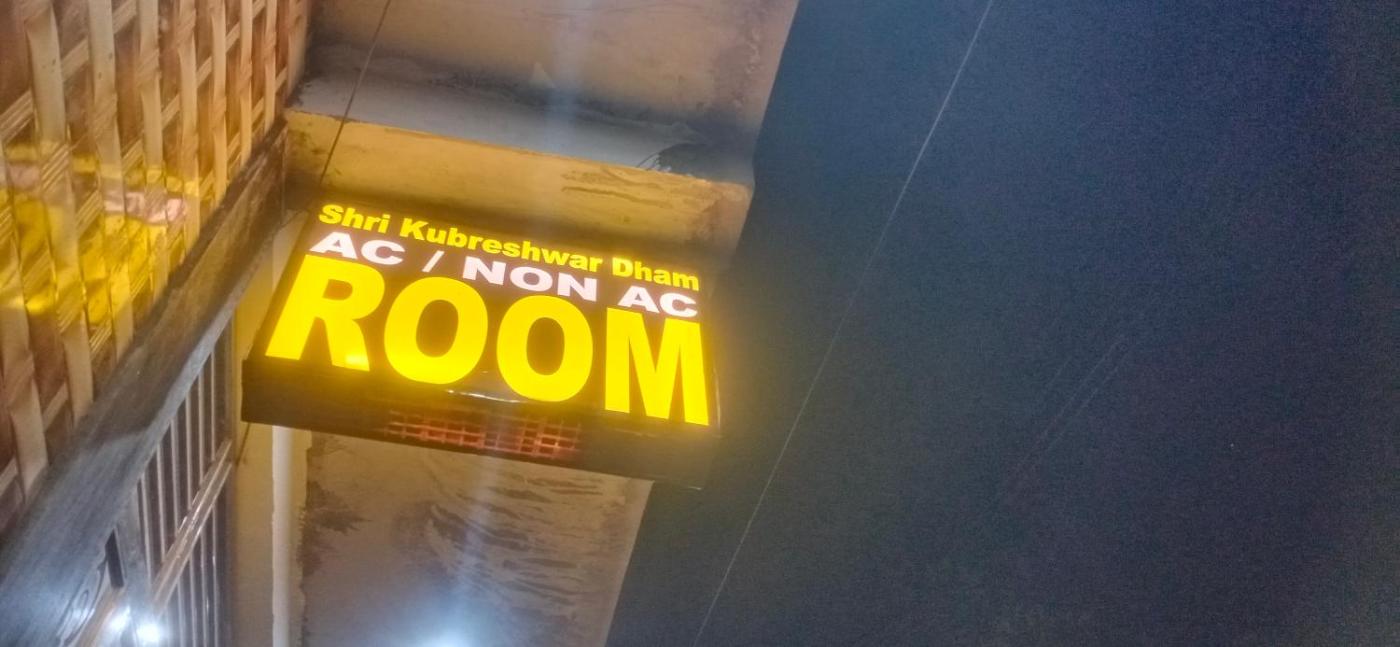 Shri Kubreshwar Dham
AC / NON AC
ROOM